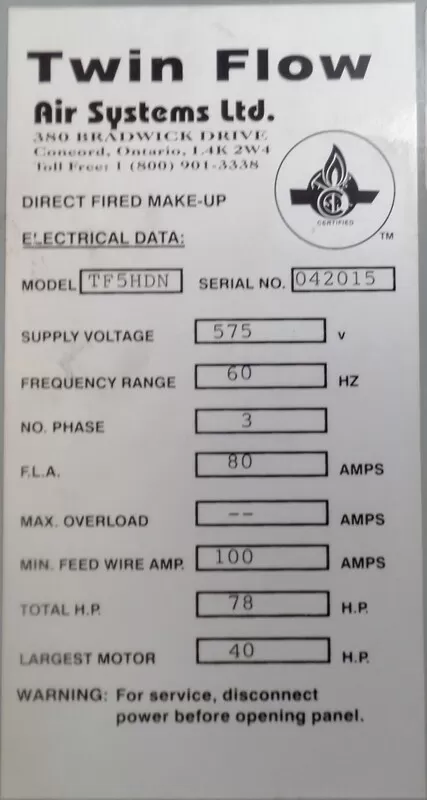 Twin Flow
Air Systems Ltd.
380 BRADWICK DRIVE
Concord, Ontario, L4K 2W4
Toll Free: 1 (800) 901-3338
CERTIFIED
TM
DIRECT FIRED MAKE-UP
ELECTRICAL DATA:
MODEL TF5HDN SERIAL NO. 042015
SUPPLY VOLTAGE 575 V
FREQUENCY RANGE 60 HZ
NO. PHASE 3
F.L.A. 80 AMPS
MAX. OVERLOAD -- AMPS
MIN. FEED WIRE AMP. 100 AMPS
TOTAL H.P. 78 H.P.
LARGEST MOTOR 40 H.P.
WARNING: For service, disconnect
power before opening panel.